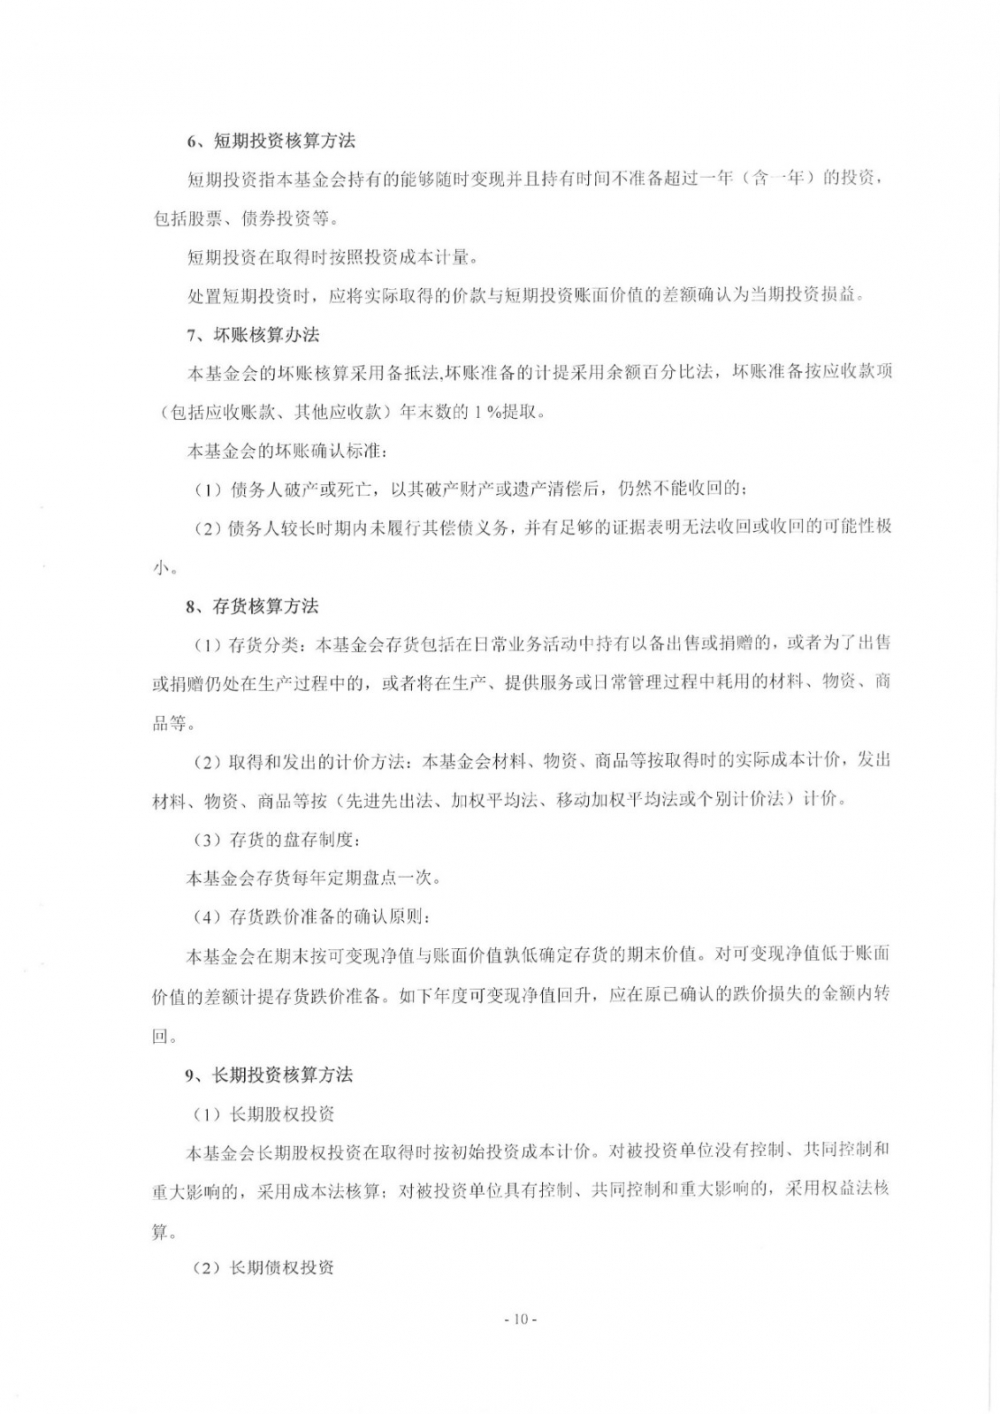 6、短期投资核算方法
短期投资指本基金会持有的能够随时变现并且持有时间不准备超过一年（含一年）的投资，
包括股票、债券投资等。
短期投资在取得时按照投资成本计量。
处置短期投资时，应将实际取得的价款与短期投资账面价值的差额确认为当期投资损益。
7、坏账核算办法
本基金会的坏账核算采用备抵法,坏账准备的计提采用余额百分比法，坏账准备按应收款项
（包括应收账款、其他应收款）年末数的 1 %提取。
本基金会的坏账确认标准：
（1）债务人破产或死亡，以其破产财产或遗产清偿后，仍然不能收回的；
（2）债务人较长时期内未履行其偿债义务，并有足够的证据表明无法收回或收回的可能性极
小。
8、存货核算方法
（1）存货分类：本基金会存货包括在日常业务活动中持有以备出售或捐赠的，或者为了出售
或捐赠仍处在生产过程中的，或者将在生产、提供服务或日常管理过程中耗用的材料、物资、商
品等。
（2）取得和发出的计价方法：本基金会材料、物资、商品等按取得时的实际成本计价，发出
材料、物资、商品等按（先进先出法、加权平均法、移动加权平均法或个别计价法）计价。
（3）存货的盘存制度：
本基金会存货每年定期盘点一次。
（4）存货跌价准备的确认原则：
本基金会在期末按可变现净值与账面价值孰低确定存货的期末价值。对可变现净值低于账面
价值的差额计提存货跌价准备。如下年度可变现净值回升，应在原已确认的跌价损失的金额内转
回。
9、长期投资核算方法
（1）长期股权投资
本基金会长期股权投资在取得时按初始投资成本计价。对被投资单位没有控制、共同控制和
重大影响的，采用成本法核算；对被投资单位具有控制、共同控制和重大影响的，采用权益法核
算。
（2）长期债权投资
- 10 -